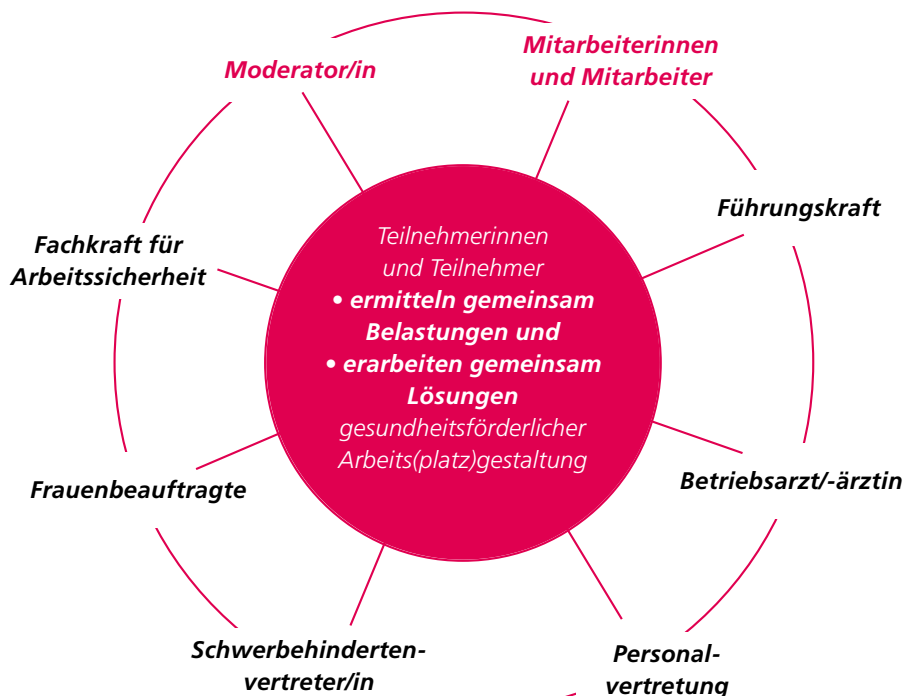 Moderator/in
Mitarbeiterinnen
und Mitarbeiter
Führungskraft
Fachkraft für
Arbeitssicherheit
Teilnehmerinnen
und Teilnehmer
• ermitteln gemeinsam
Belastungen und
• erarbeiten gemeinsam
Lösungen
gesundheitsförderlicher
Arbeits(platz)gestaltung
Frauenbeauftragte
Betriebsarzt/-ärztin
Schwerbehinderten-
vertreter/in
Personal-
vertretung